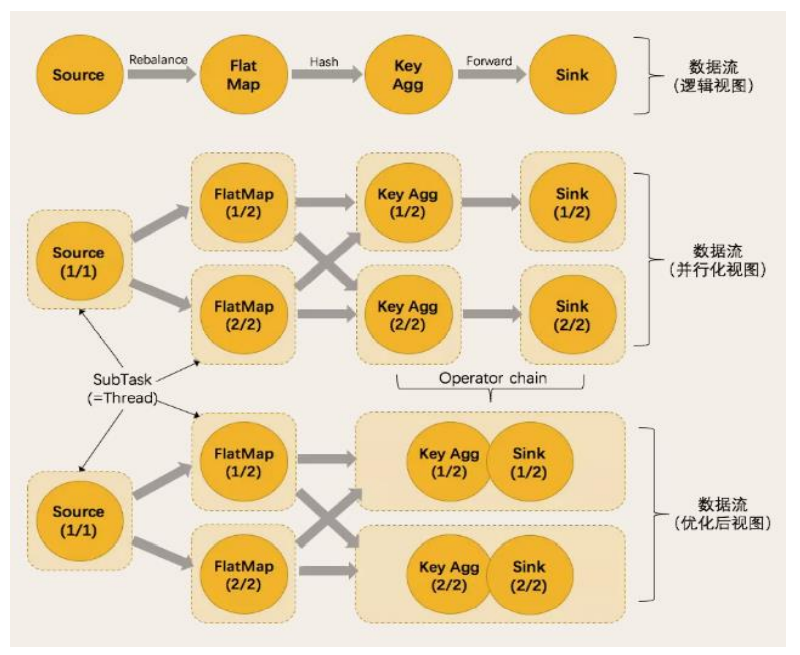 Source
Rebalance
Flat
Map
Hash
Key
Agg
Forward
Sink
数据流
(逻辑视图)
Source
(1/1)
FlatMap
(1/2)
Key Agg
(1/2)
Sink
(1/2)
FlatMap
(2/2)
Key Agg
(2/2)
Sink
(2/2)
数据流
(并行化视图)
SubTask
(=Thread)
Operator chain
Source
(1/1)
FlatMap
(1/2)
Key Agg
(1/2)
Sink
(1/2)
FlatMap
(2/2)
Key Agg
(2/2)
Sink
(2/2)
数据流
(优化后视图)